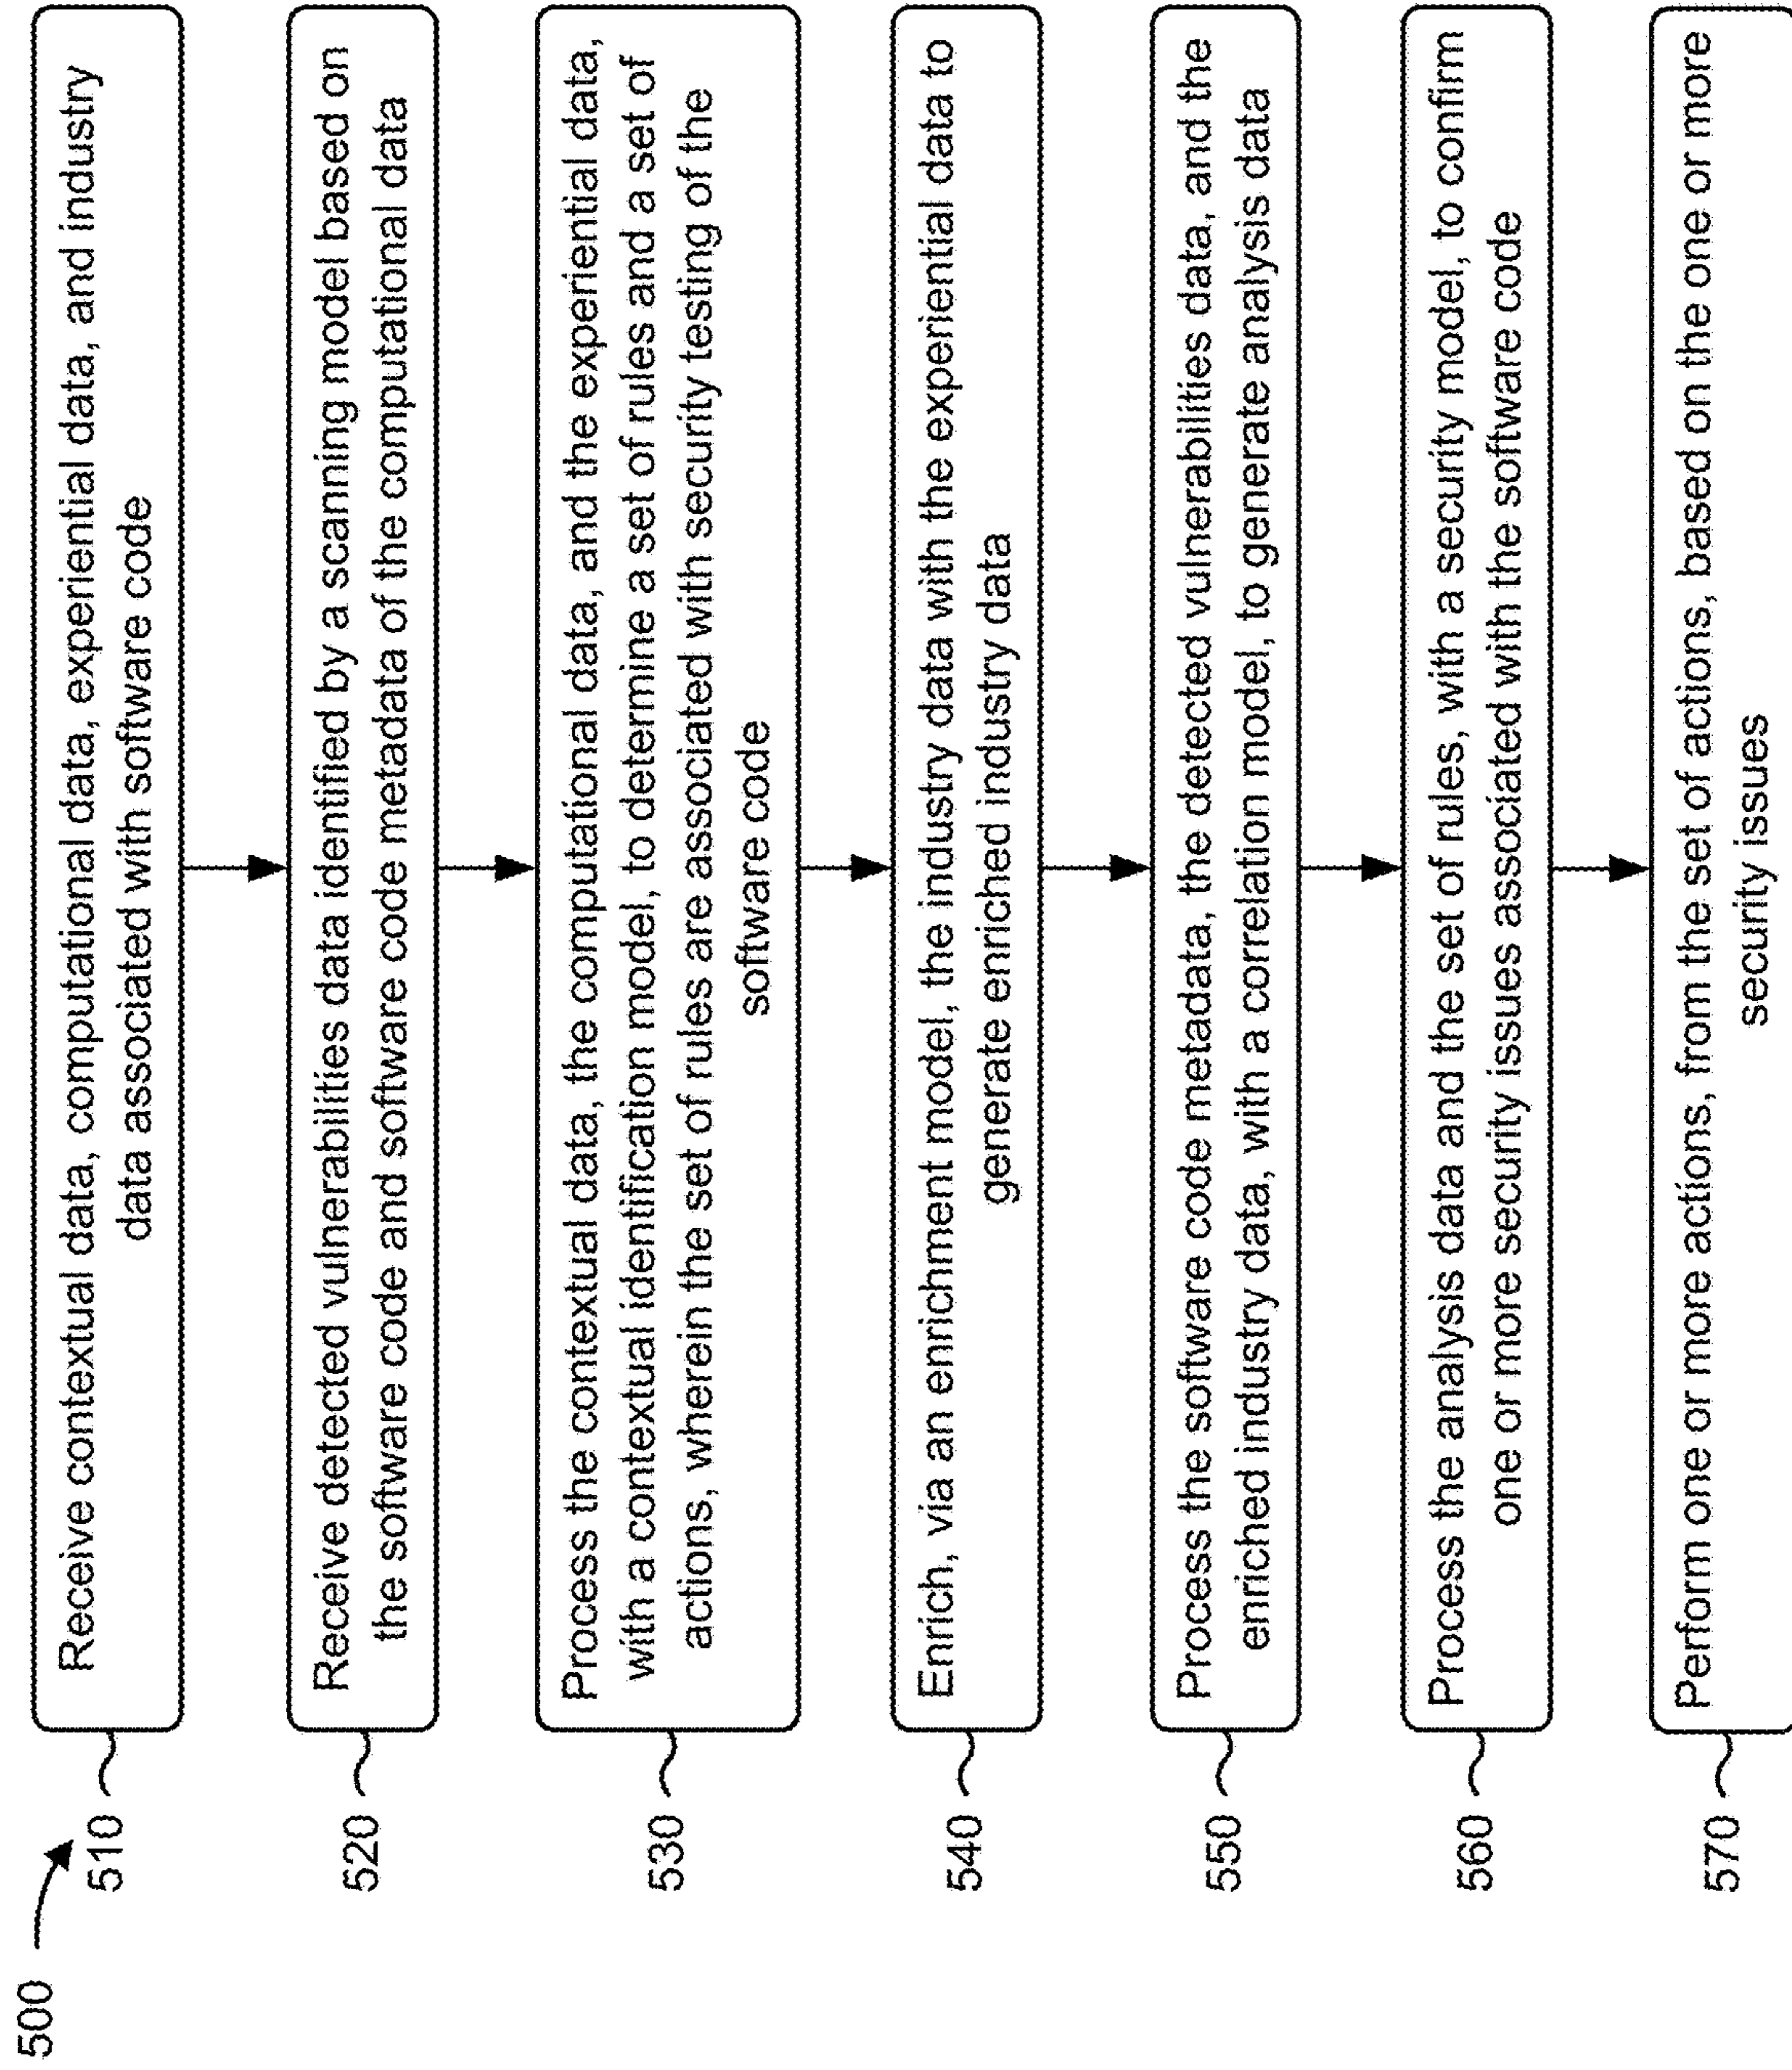 500
510
Receive contextual data, computational data, experiential data, and industry
data associated with software code
520
Receive detected vulnerabilities data identified by a scanning model based on
the software code and software code metadata of the computational data
530
Process the contextual data, the computational data, and the experiential data,
with a contextual identification model, to determine a set of rules and a set of
actions, wherein the set of rules are associated with security testing of the
software code
540
Enrich, via an enrichment model, the industry data with the experiential data to
generate enriched industry data
550
Process the software code metadata, the detected vulnerabilities data, and the
enriched industry data, with a correlation model, to generate analysis data
560
Process the analysis data and the set of rules, with a security model, to confirm
one or more security issues associated with the software code
570
Perform one or more actions, from the set of actions, based on the one or more
security issues